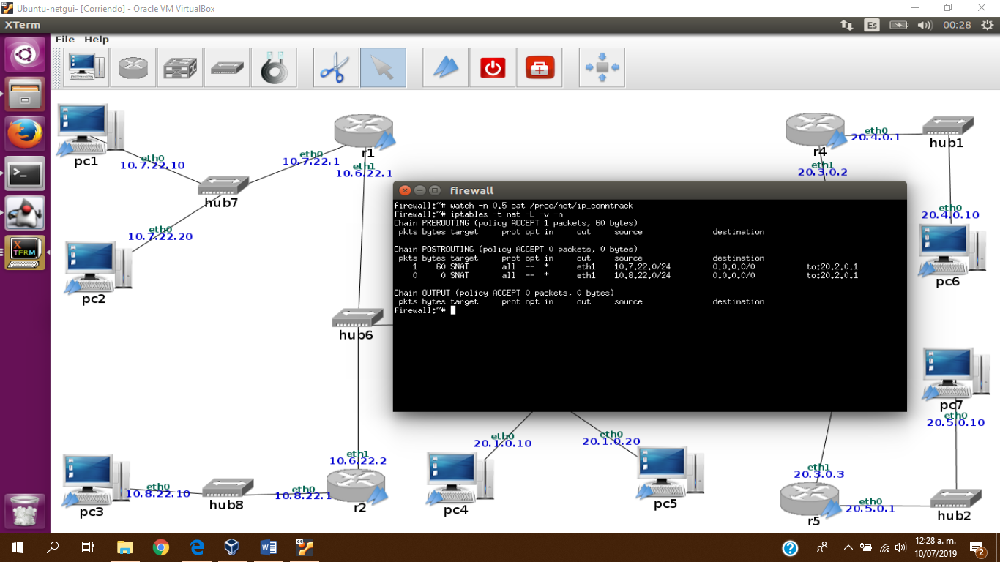 Ubuntu-netgui- [Corriendo] - Oracle VM VirtualBox
XTerm
Es
00:28
File Help
pc1
eth0
10.7.22.10
hub7
eth0
10.7.22.1
r1
eth1
10.6.22.1
eth0
10.7.22.20
pc2
hub6
r4
eth0
20.4.0.1
hub1
eth1
20.3.0.2
eth0
20.4.0.10
pc6
firewall
firewall:~# watch -n 0.5 cat /proc/net/ip_conntrack
firewall:~# iptables -t nat -L -v -n
Chain PREROUTING (policy ACCEPT 1 packets, 60 bytes)
pkts bytes target prot opt in out source destination
Chain POSTROUTING (policy ACCEPT 0 packets, 0 bytes)
pkts bytes target prot opt in out source destination
1 60 SNAT all -- * eth1 10.7.22.0/24 0.0.0.0/0 to:20.2.0.1
0 0 SNAT all -- * eth1 10.8.22.0/24 0.0.0.0/0 to:20.2.0.1
Chain OUTPUT (policy ACCEPT 0 packets, 0 bytes)
pkts bytes target prot opt in out source destination
firewall:~#
pc7
eth0
20.5.0.10
eth0
20.1.0.10
pc4
eth0
20.1.0.20
pc5
eth1
10.6.22.2
r2
eth0
10.8.22.1
hub8
eth0
10.8.22.10
pc3
eth1
20.3.0.3
r5
eth0
20.5.0.1
hub2
X TERM
64
12:28 a. m.
10/07/2019
2